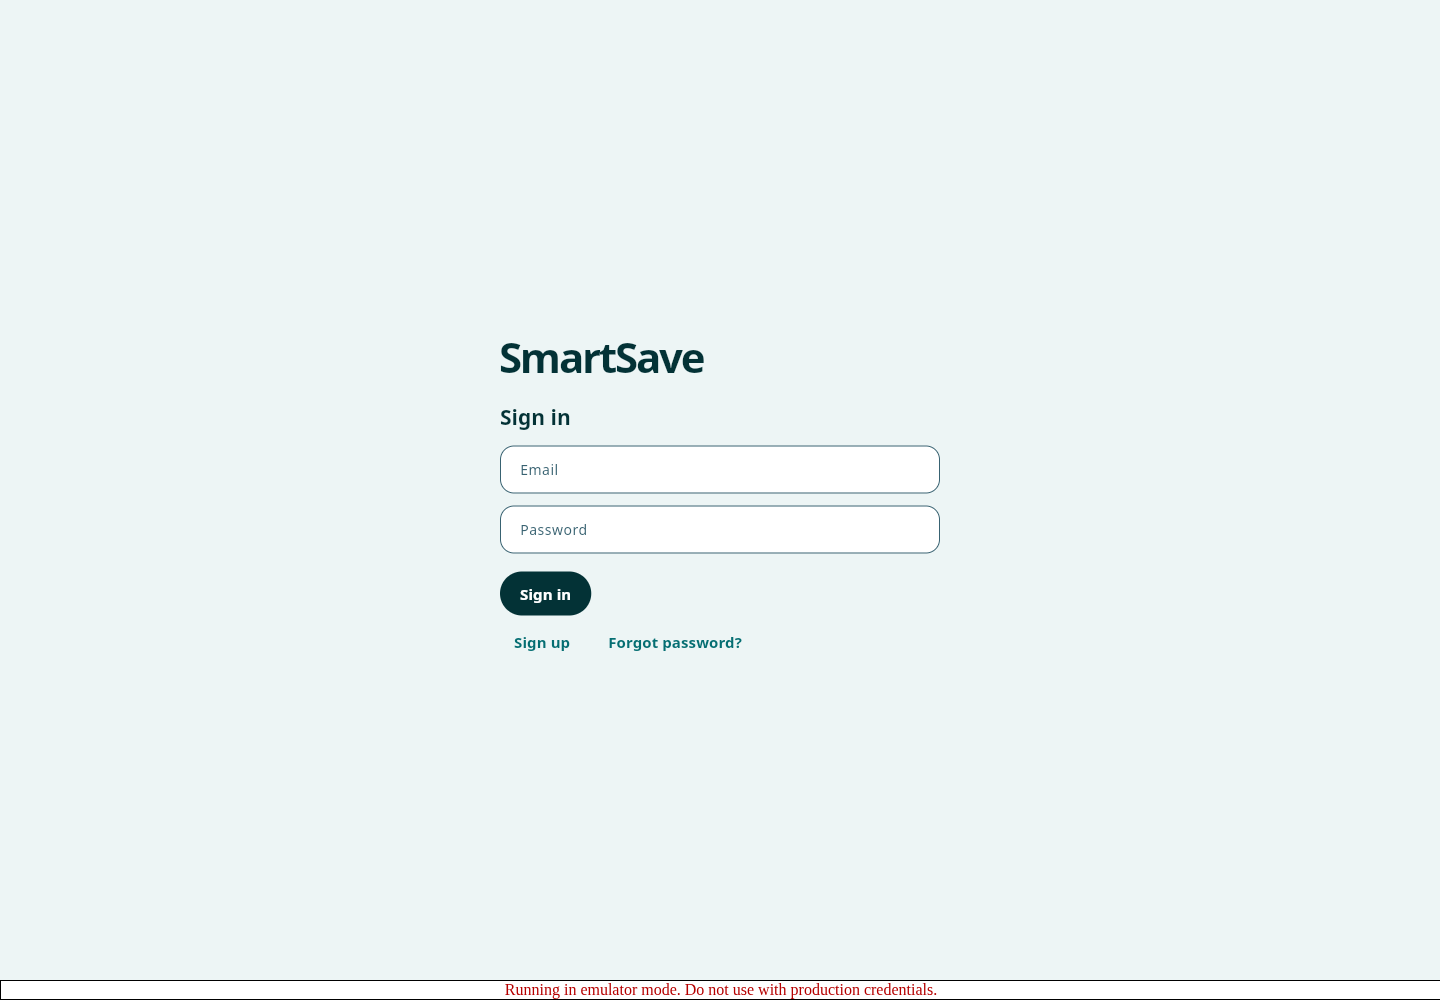 SmartSave
Sign in
Email
Password
Sign in
Sign up Forgot password?
Running in emulator mode. Do not use with production credentials.